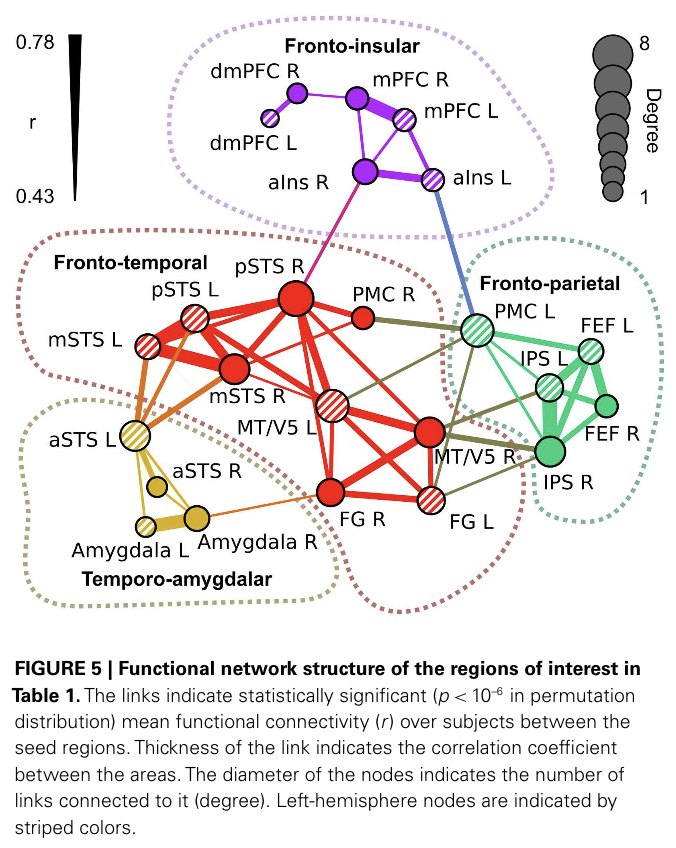 0.78
r
0.43
Fronto-insular
dmPFC R
mPFC R
mPFC L
dmPFC L
aIns R
aIns L
8
Degree
1
Fronto-temporal
pSTS R
pSTS L
PMC R
mSTS L
mSTS R
MT/V5 L
MT/V5 R
FG R
FG L
Fronto-parietal
PMC L
FEF L
IPS L
FEF R
IPS R
aSTS L
aSTS R
Amygdala L
Amygdala R
Temporo-amygdalar
FIGURE 5 | Functional network structure of the regions of interest in
Table 1. The links indicate statistically significant (p < 10–6 in permutation
distribution) mean functional connectivity (r) over subjects between the
seed regions. Thickness of the link indicates the correlation coefficient
between the areas. The diameter of the nodes indicates the number of
links connected to it (degree). Left-hemisphere nodes are indicated by
striped colors.